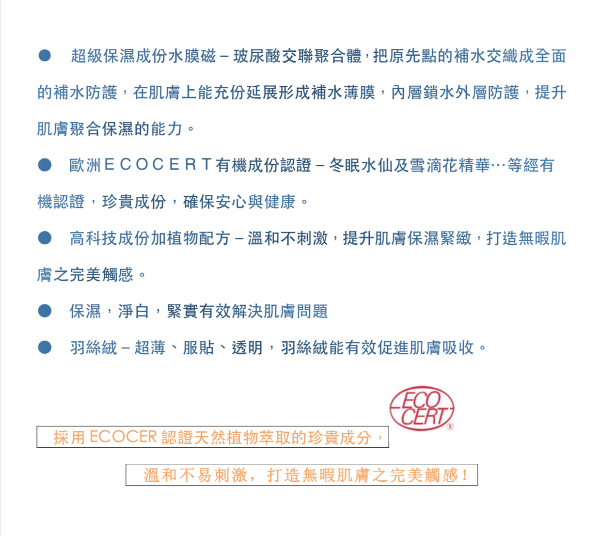 ● 超級保濕成份水膜磁－玻尿酸交聯聚合體，把原先點的補水交織成全面
的補水防護，在肌膚上能充份延展形成補水薄膜，內層鎖水外層防護，提升
肌膚聚合保濕的能力。
● 歐洲ECOCERT有機成份認證－冬眠水仙及雪滴花精華…等經有
機認證，珍貴成份，確保安心與健康。
● 高科技成份加植物配方－溫和不刺激，提升肌膚保濕緊緻，打造無暇肌
膚之完美觸感。
● 保濕，淨白，緊實有效解決肌膚問題
● 羽絲絨－超薄、服貼、透明，羽絲絨能有效促進肌膚吸收。
ECO
CERT
®
採用 ECOCER 認證天然植物萃取的珍貴成分，
溫和不易刺激，打造無暇肌膚之完美觸感！